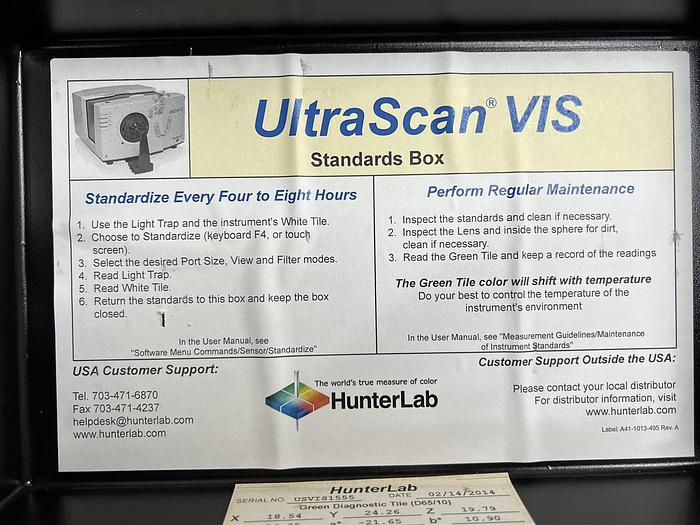 UltraScan® VIS
Standards Box
Standardize Every Four to Eight Hours
1. Use the Light Trap and the instrument's White Tile.
2. Choose to Standardize (keyboard F4, or touch
screen).
3. Select the desired Port Size, View and Filter modes.
4. Read Light Trap.
5. Read White Tile.
6. Return the standards to this box and keep the box
closed.
In the User Manual, see
"Software Menu Commands/Sensor/Standardize"
Perform Regular Maintenance
1. Inspect the standards and clean if necessary.
2. Inspect the Lens and inside the sphere for dirt,
clean if necessary.
3. Read the Green Tile and keep a record of the readings
The Green Tile color will shift with temperature
Do your best to control the temperature of the
instrument's environment
In the User Manual, see "Measurement Guidelines/Maintenance
of Instrument Standards"
USA Customer Support:
Tel. 703-471-6870
Fax 703-471-4237
helpdesk@hunterlab.com
www.hunterlab.com
The world's true measure of color
HunterLab
Customer Support Outside the USA:
Please contact your local distributor
For distributor information, visit
www.hunterlab.com
Label: A41-1013-495 Rev. A
HunterLab
SERIAL NO. USVIS1555 DATE 02/14/2014
Green Diagnostic Tile (D65/10)
X 18.54 Y 24.26 Z 19.79
a* -21.65 b* 10.90